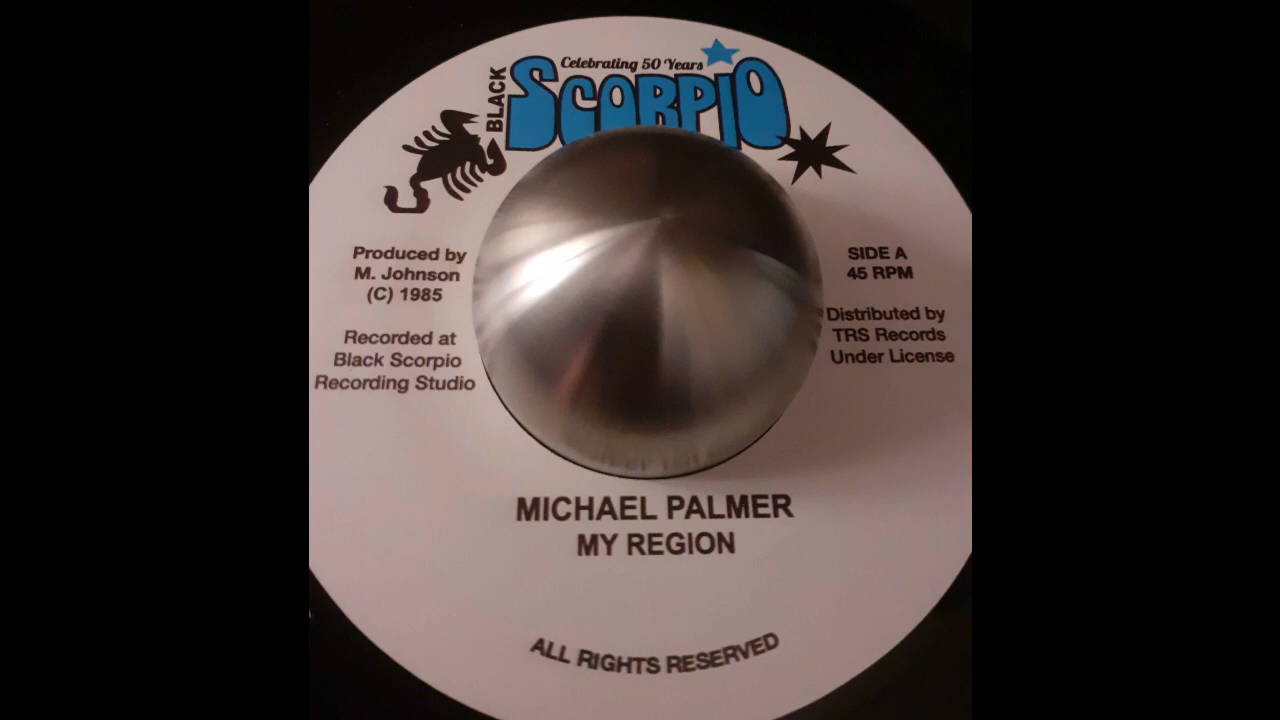 Celebrating 50 Years
BLACK
SCORPIO
Produced by
M. Johnson
(C) 1985
Recorded at
Black Scorpio
Recording Studio
SIDE A
45 RPM
Distributed by
TRS Records
Under License
MICHAEL PALMER
MY REGION
ALL RIGHTS RESERVED